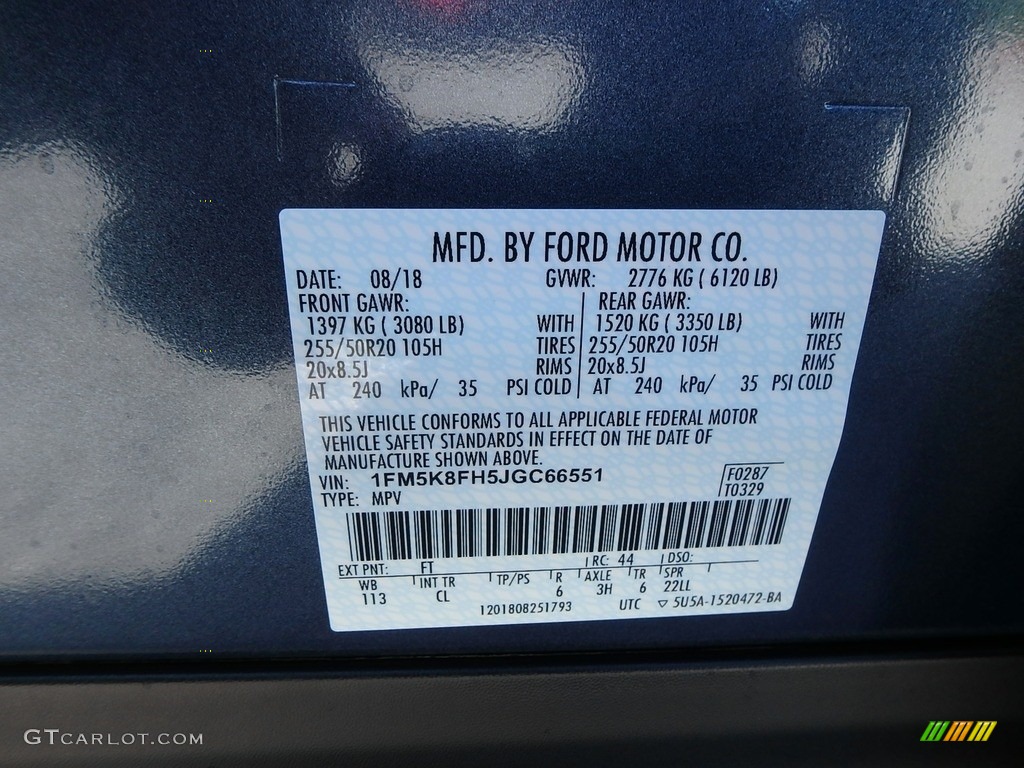 MFD. BY FORD MOTOR CO.
DATE: 08/18 GVWR: 2776 KG ( 6120 LB)
FRONT GAWR: REAR GAWR:
1397 KG ( 3080 LB) WITH 1520 KG ( 3350 LB) WITH
255/50R20 105H TIRES 255/50R20 105H TIRES
20x8.5J RIMS 20x8.5J RIMS
AT 240 kPa/ 35 PSI COLD AT 240 kPa/ 35 PSI COLD
THIS VEHICLE CONFORMS TO ALL APPLICABLE FEDERAL MOTOR
VEHICLE SAFETY STANDARDS IN EFFECT ON THE DATE OF
MANUFACTURE SHOWN ABOVE.
VIN: 1FM5K8FH5JGC66551 F0287
TYPE: MPV T0329
EXT PNT: FT RC: 44 DSO:
WB INT TR TP/PS R AXLE TR SPR
113 CL 6 3H 6 22LL
1201808251793 UTC ▽ 5U5A-1520472-BA
GTCARLOT.COM